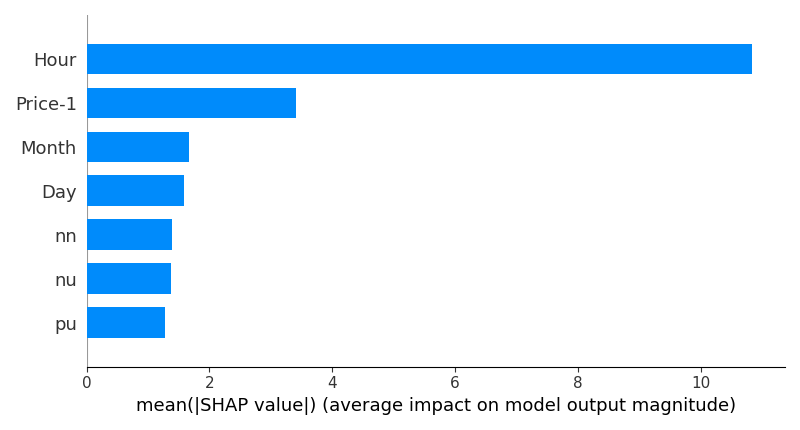 Hour
Price-1
Month
Day
nn
nu
pu
0 2 4 6 8 10
mean(|SHAP value|) (average impact on model output magnitude)